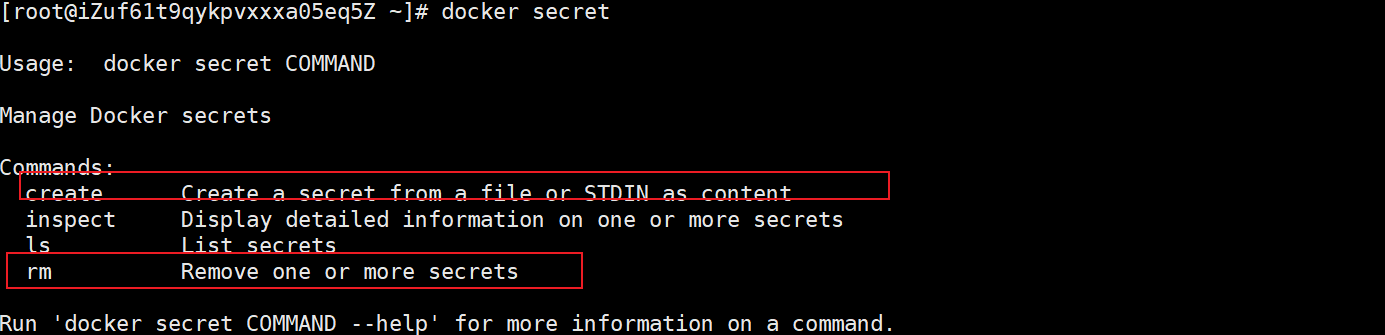 [root@iZuf61t9qykpvxxxa05eq5Z ~]# docker secret
Usage:  docker secret COMMAND
Manage Docker secrets
Commands:
  create      Create a secret from a file or STDIN as content
  inspect     Display detailed information on one or more secrets
  ls          List secrets
  rm          Remove one or more secrets
Run 'docker secret COMMAND --help' for more information on a command.